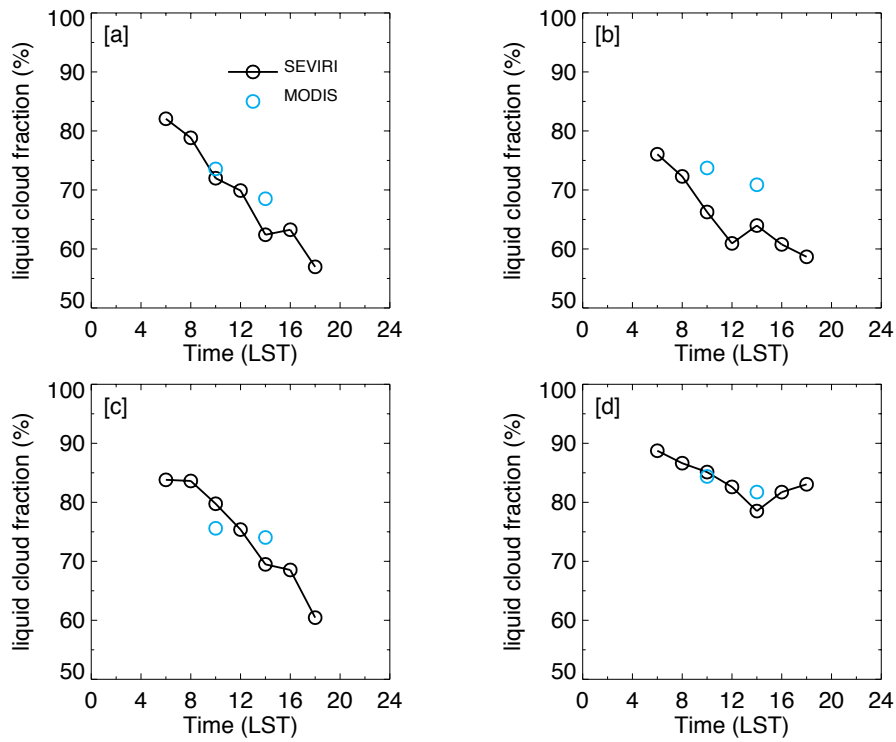 [a]
SEVIRI
MODIS
liquid cloud fraction (%)
100
90
80
70
60
50
0 4 8 12 16 20 24
Time (LST)
[b]
liquid cloud fraction (%)
100
90
80
70
60
50
0 4 8 12 16 20 24
Time (LST)
[c]
liquid cloud fraction (%)
100
90
80
70
60
50
0 4 8 12 16 20 24
Time (LST)
[d]
liquid cloud fraction (%)
100
90
80
70
60
50
0 4 8 12 16 20 24
Time (LST)